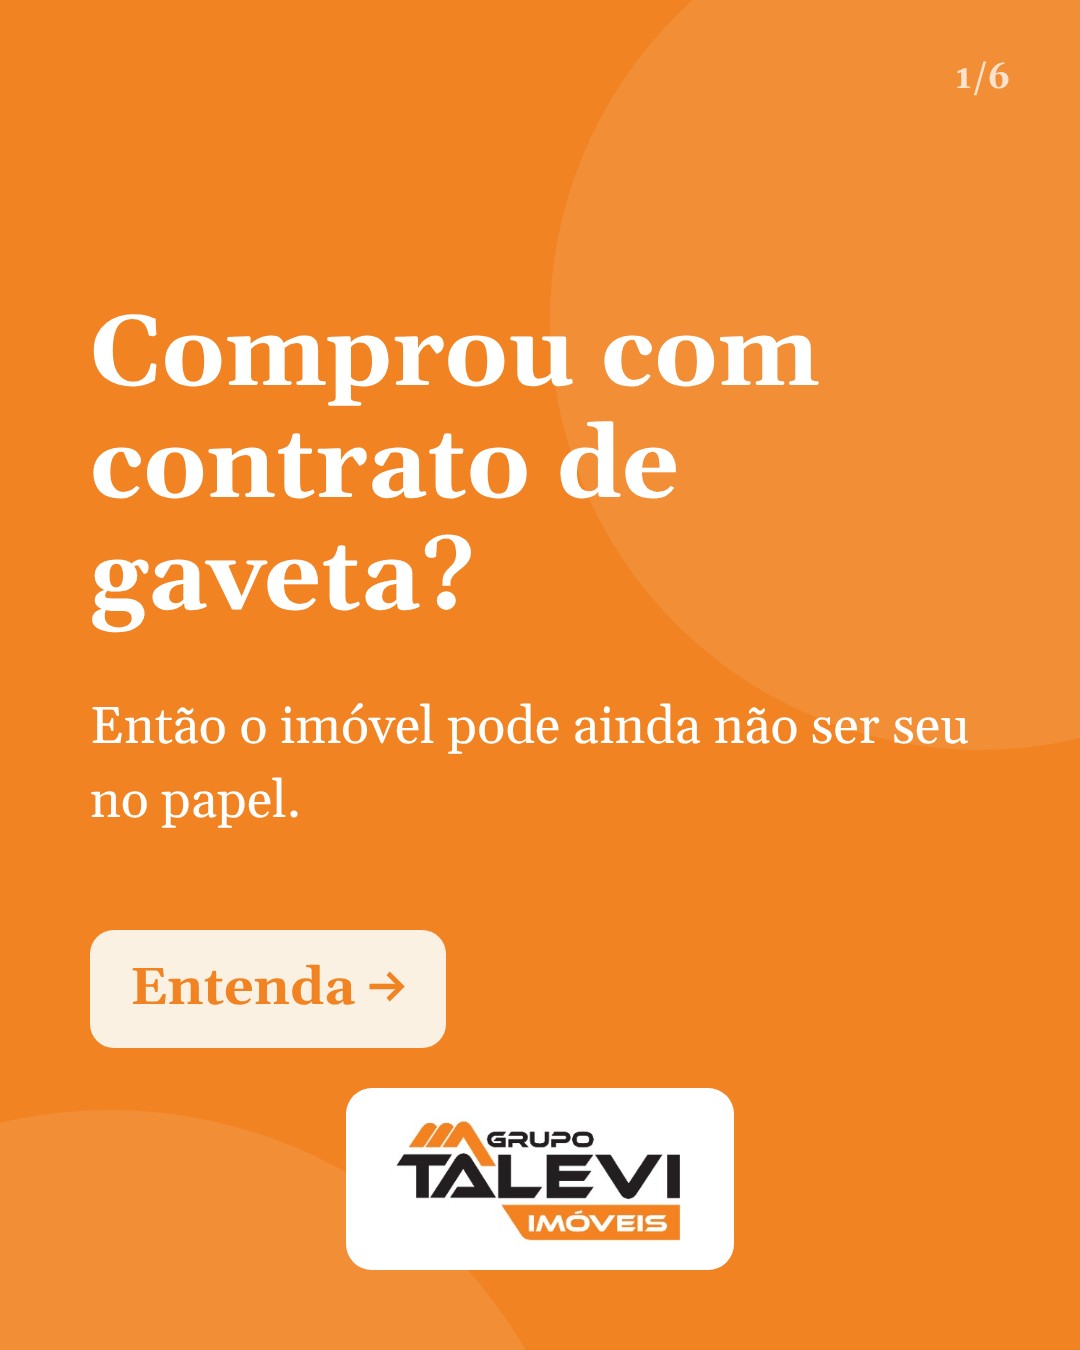 1/6
Comprou com
contrato de
gaveta?
Então o imóvel pode ainda não ser seu
no papel.
Entenda →
GRUPO
TALEVI
IMÓVEIS